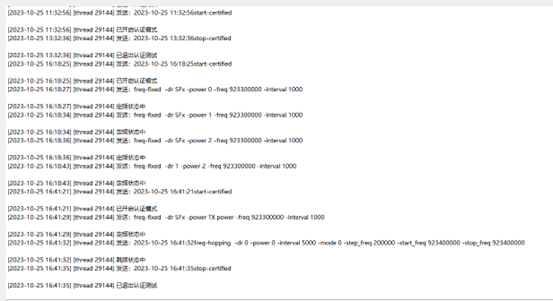 [2023-10-25 11:32:56] [thread 29144] 发送：2023-10-25 11:32:56start-certified
[2023-10-25 11:32:56] [thread 29144] 已开启认证模式
[2023-10-25 13:32:36] [thread 29144] 发送：2023-10-25 13:32:36stop-certified
[2023-10-25 13:32:36] [thread 29144] 已退出认证测试
[2023-10-25 16:18:25] [thread 29144] 发送：2023-10-25 16:18:25start-certified
[2023-10-25 16:18:25] [thread 29144] 已开启认证模式
[2023-10-25 16:18:27] [thread 29144] 发送：freq-fixed -dr SFx -power 0 -freq 923300000 -interval 1000
[2023-10-25 16:18:27] [thread 29144] 定频状态中
[2023-10-25 16:18:34] [thread 29144] 发送：freq-fixed -dr SFx -power 1 -freq 923300000 -interval 1000
[2023-10-25 16:18:34] [thread 29144] 定频状态中
[2023-10-25 16:18:36] [thread 29144] 发送：freq-fixed -dr SFx -power 2 -freq 923300000 -interval 1000
[2023-10-25 16:18:36] [thread 29144] 定频状态中
[2023-10-25 16:18:43] [thread 29144] 发送：freq-fixed -dr 1 -power 2 -freq 923300000 -interval 1000
[2023-10-25 16:18:43] [thread 29144] 定频状态中
[2023-10-25 16:41:21] [thread 29144] 发送：2023-10-25 16:41:21start-certified
[2023-10-25 16:41:21] [thread 29144] 已开启认证模式
[2023-10-25 16:41:29] [thread 29144] 发送：freq-fixed -dr SFx -power TX power -freq 923300000 -interval 1000
[2023-10-25 16:41:29] [thread 29144] 定频状态中
[2023-10-25 16:41:32] [thread 29144] 发送：2023-10-25 16:41:32freq-hopping -dr 0 -power 0 -interval 5000 -mode 0 -step_freq 200000 -start_freq 923400000 -stop_freq 923400000
[2023-10-25 16:41:32] [thread 29144] 跳频状态中
[2023-10-25 16:41:35] [thread 29144] 发送：2023-10-25 16:41:35stop-certified
[2023-10-25 16:41:35] [thread 29144] 已退出认证测试